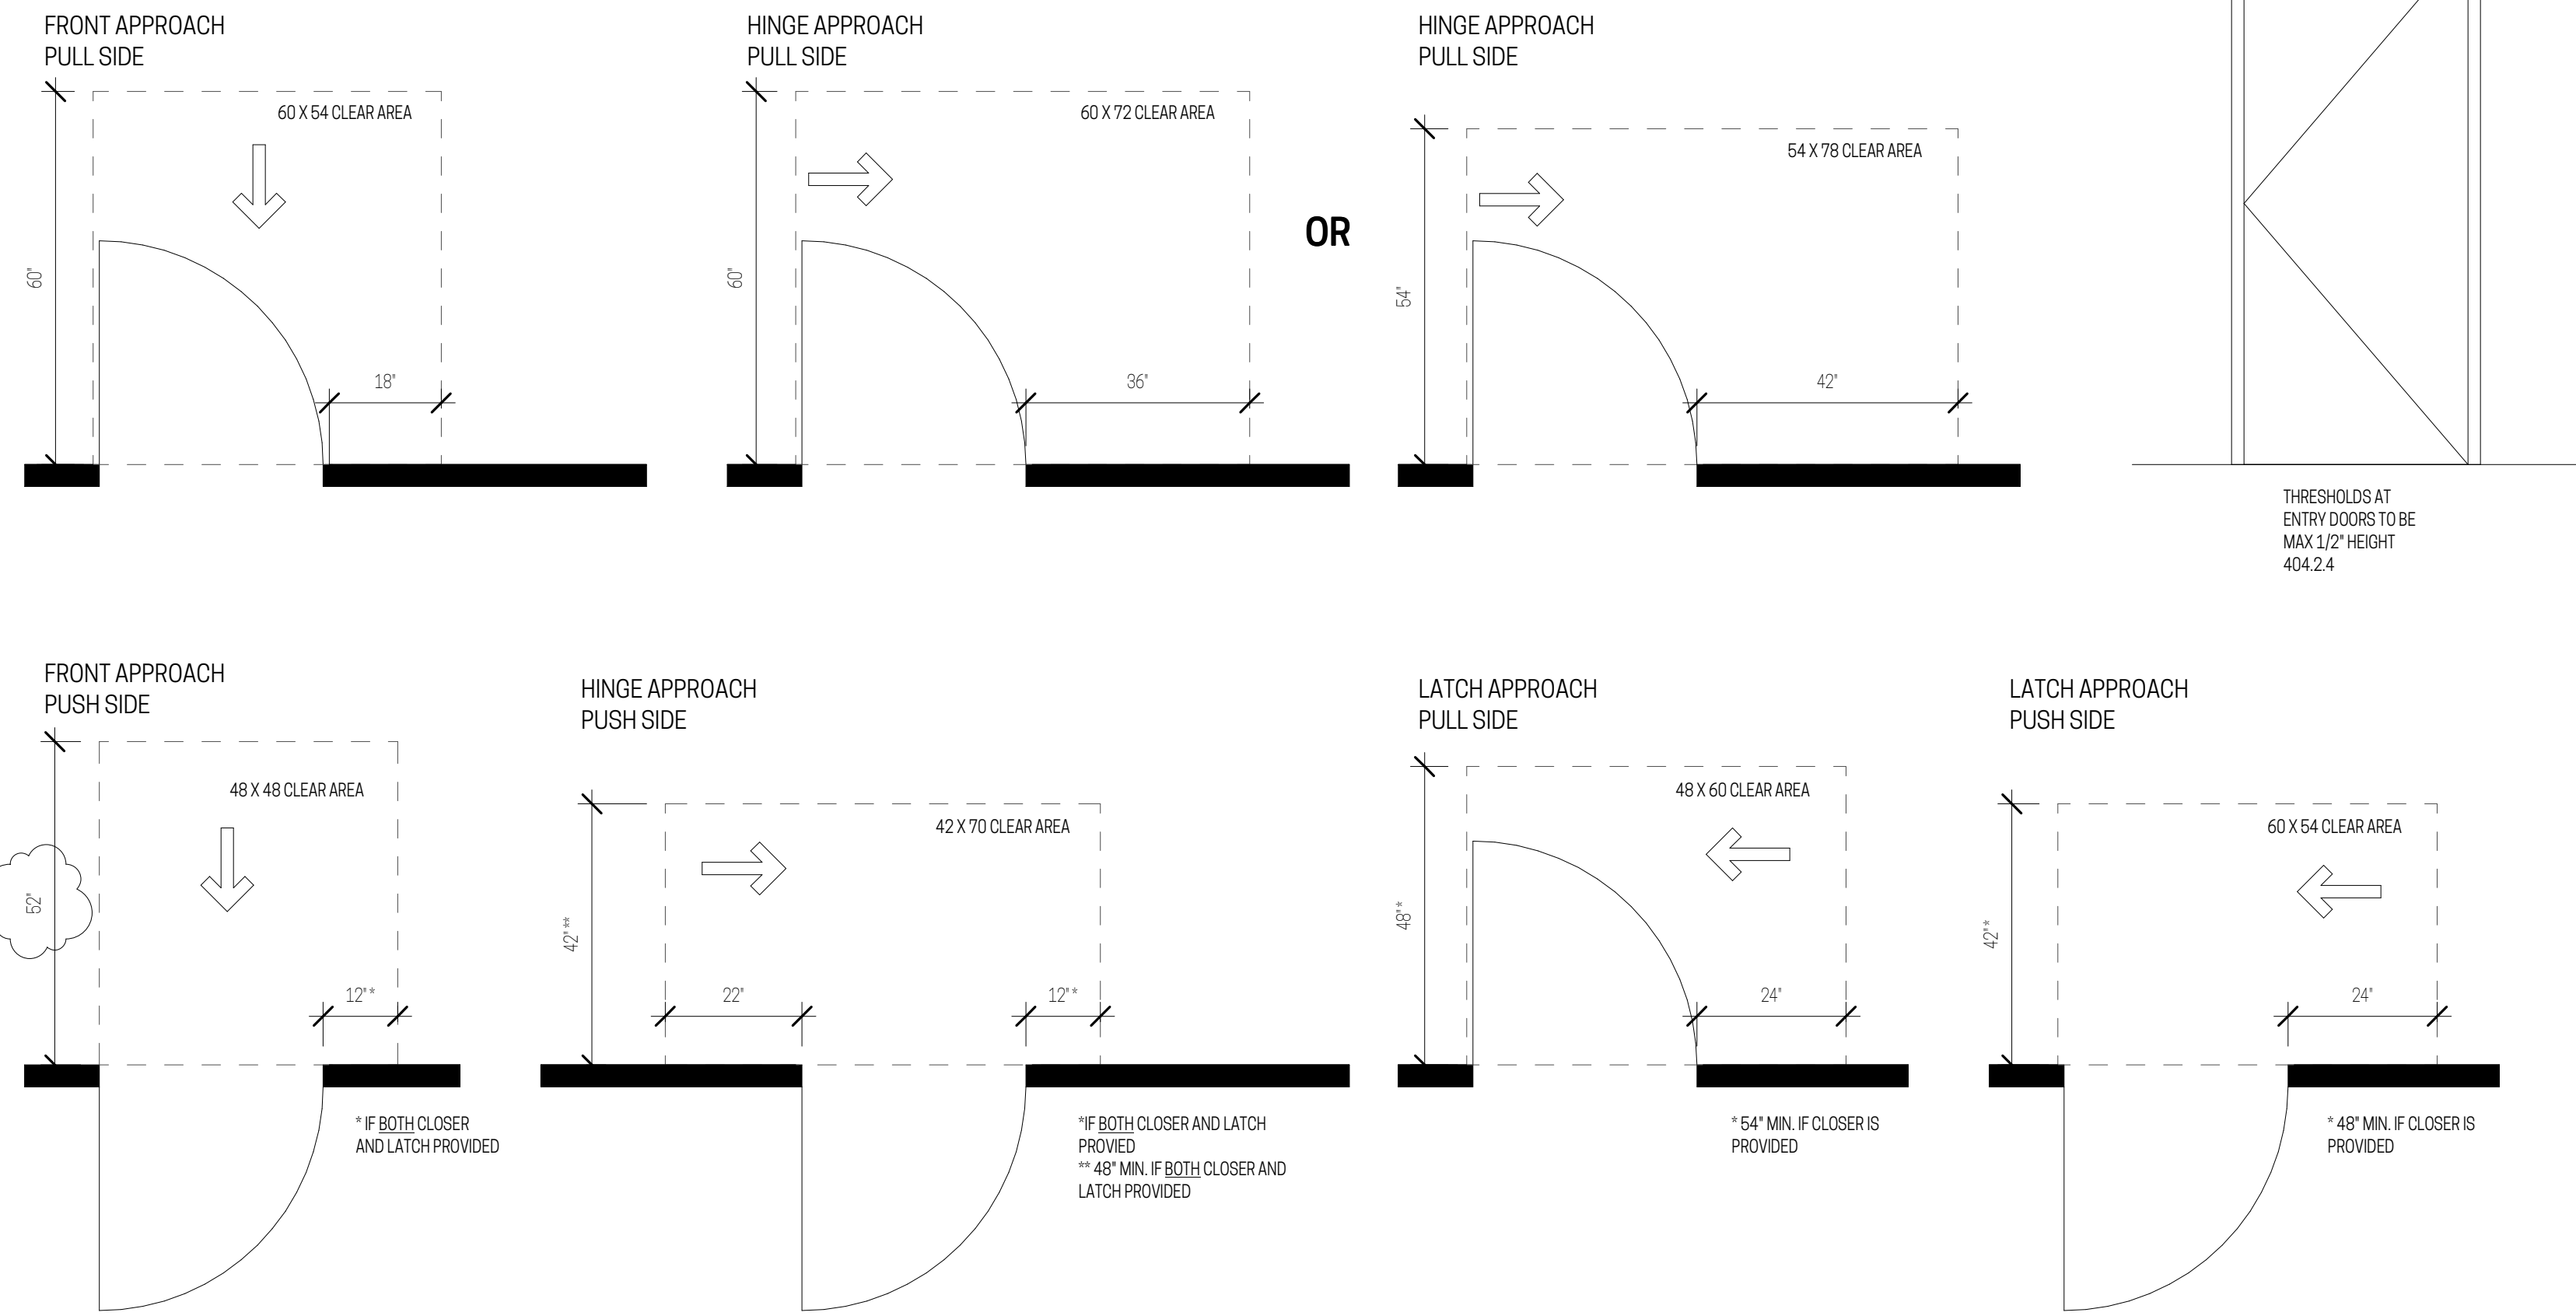 FRONT APPROACH
PULL SIDE
60 X 54 CLEAR AREA
60"
18"
HINGE APPROACH
PULL SIDE
60 X 72 CLEAR AREA
60"
36"
OR
HINGE APPROACH
PULL SIDE
54 X 78 CLEAR AREA
54"
42"
THRESHOLDS AT
ENTRY DOORS TO BE
MAX 1/2" HEIGHT
404.2.4
FRONT APPROACH
PUSH SIDE
48 X 48 CLEAR AREA
52"
12"*
* IF BOTH CLOSER
AND LATCH PROVIDED
HINGE APPROACH
PUSH SIDE
42 X 70 CLEAR AREA
42"**
22"
12"*
*IF BOTH CLOSER AND LATCH
PROVIED
** 48" MIN. IF BOTH CLOSER AND
LATCH PROVIDED
LATCH APPROACH
PULL SIDE
48 X 60 CLEAR AREA
48"*
24"
* 54" MIN. IF CLOSER IS
PROVIDED
LATCH APPROACH
PUSH SIDE
60 X 54 CLEAR AREA
42"*
24"
* 48" MIN. IF CLOSER IS
PROVIDED